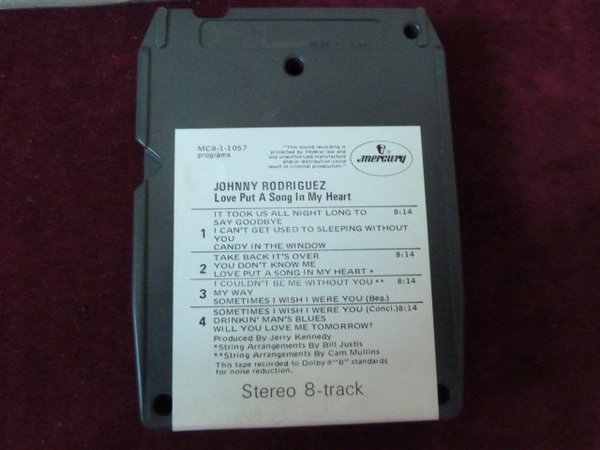 MC8-1-1057
programs
"This sound recording is
protected by Federal law and
any unauthorized manufacture
and/or distribution could
result in criminal prosecution."
mercury
JOHNNY RODRIGUEZ
Love Put A Song In My Heart
1
IT TOOK US ALL NIGHT LONG TO 8:14
SAY GOODBYE
I CAN'T GET USED TO SLEEPING WITHOUT
YOU
CANDY IN THE WINDOW
2
TAKE BACK IT'S OVER 8:14
YOU DON'T KNOW ME
LOVE PUT A SONG IN MY HEART *
3
I COULDN'T BE ME WITHOUT YOU ** 8:14
MY WAY
SOMETIMES I WISH I WERE YOU (Beg.)
4
SOMETIMES I WISH I WERE YOU (Concl.)8:14
DRINKIN' MAN'S BLUES
WILL YOU LOVE ME TOMORROW?
Produced By Jerry Kennedy
*String Arrangements By Bill Justis
**String Arrangements By Cam Mullins
This tape recorded to Dolby ® "B" standards
for noise reduction.
Stereo 8-track